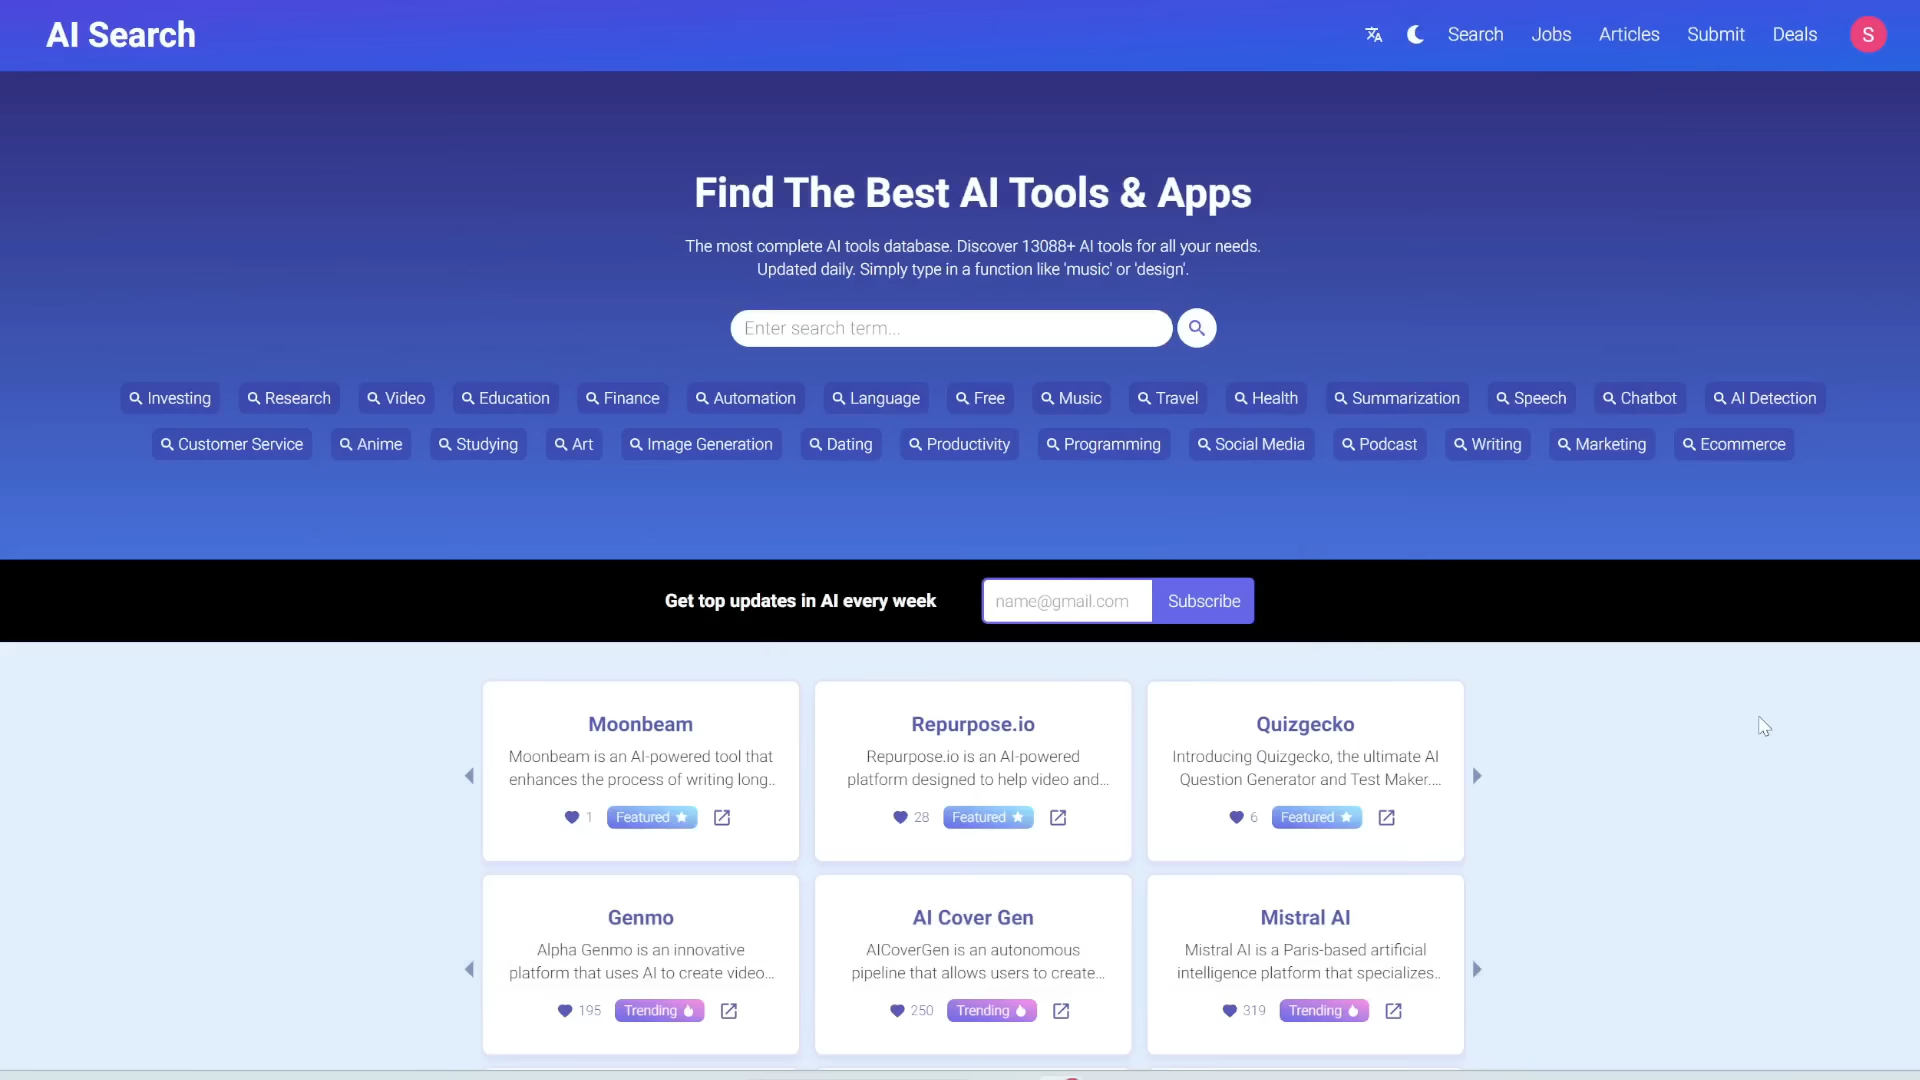 AI Search
Search Jobs Articles Submit Deals S
Find The Best AI Tools & Apps
The most complete AI tools database. Discover 13088+ AI tools for all your needs.
Updated daily. Simply type in a function like 'music' or 'design'.
Enter search term...
Investing Research Video Education Finance Automation Language Free Music Travel Health Summarization Speech Chatbot AI Detection
Customer Service Anime Studying Art Image Generation Dating Productivity Programming Social Media Podcast Writing Marketing Ecommerce
Get top updates in AI every week
name@gmail.com Subscribe
Moonbeam
Moonbeam is an AI-powered tool that
enhances the process of writing long..
1 Featured
Repurpose.io
Repurpose.io is an AI-powered
platform designed to help video and...
28 Featured
Quizgecko
Introducing Quizgecko, the ultimate AI
Question Generator and Test Maker....
6 Featured
Genmo
Alpha Genmo is an innovative
platform that uses AI to create video...
195 Trending
AI Cover Gen
AICoverGen is an autonomous
pipeline that allows users to create...
250 Trending
Mistral AI
Mistral AI is a Paris-based artificial
intelligence platform that specializes..
319 Trending